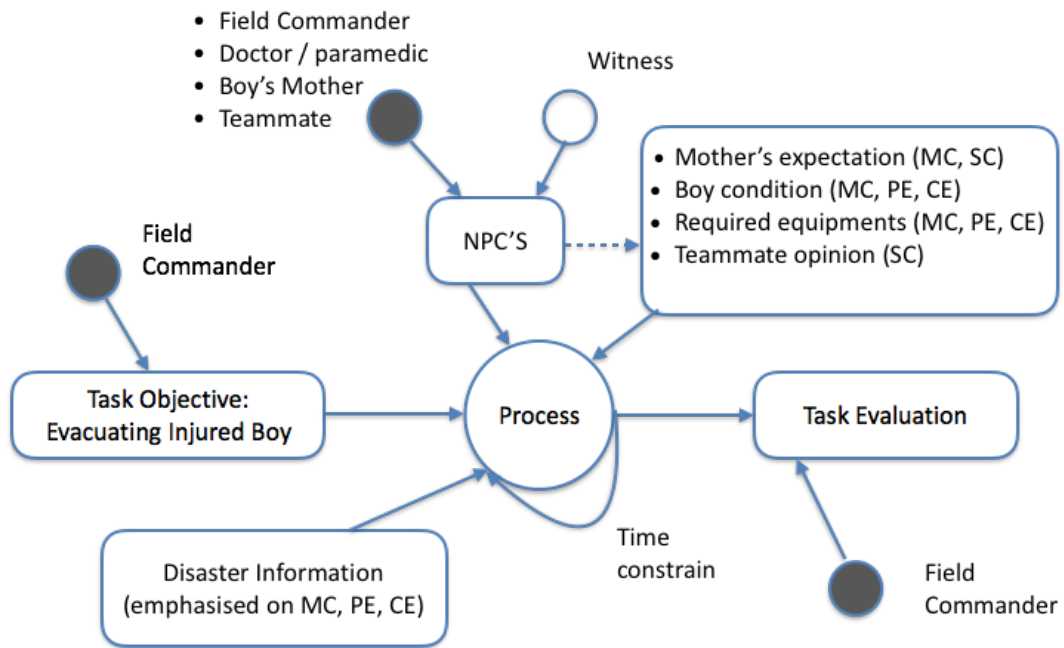 • Field Commander
• Doctor / paramedic
• Boy's Mother
• Teammate
Witness
• Mother's expectation (MC, SC)
• Boy condition (MC, PE, CE)
• Required equipments (MC, PE, CE)
• Teammate opinion (SC)
NPC'S
Field
Commander
Task Objective:
Evacuating Injured Boy
Process
Task Evaluation
Disaster Information
(emphasised on MC, PE, CE)
Time
constrain
Field
Commander